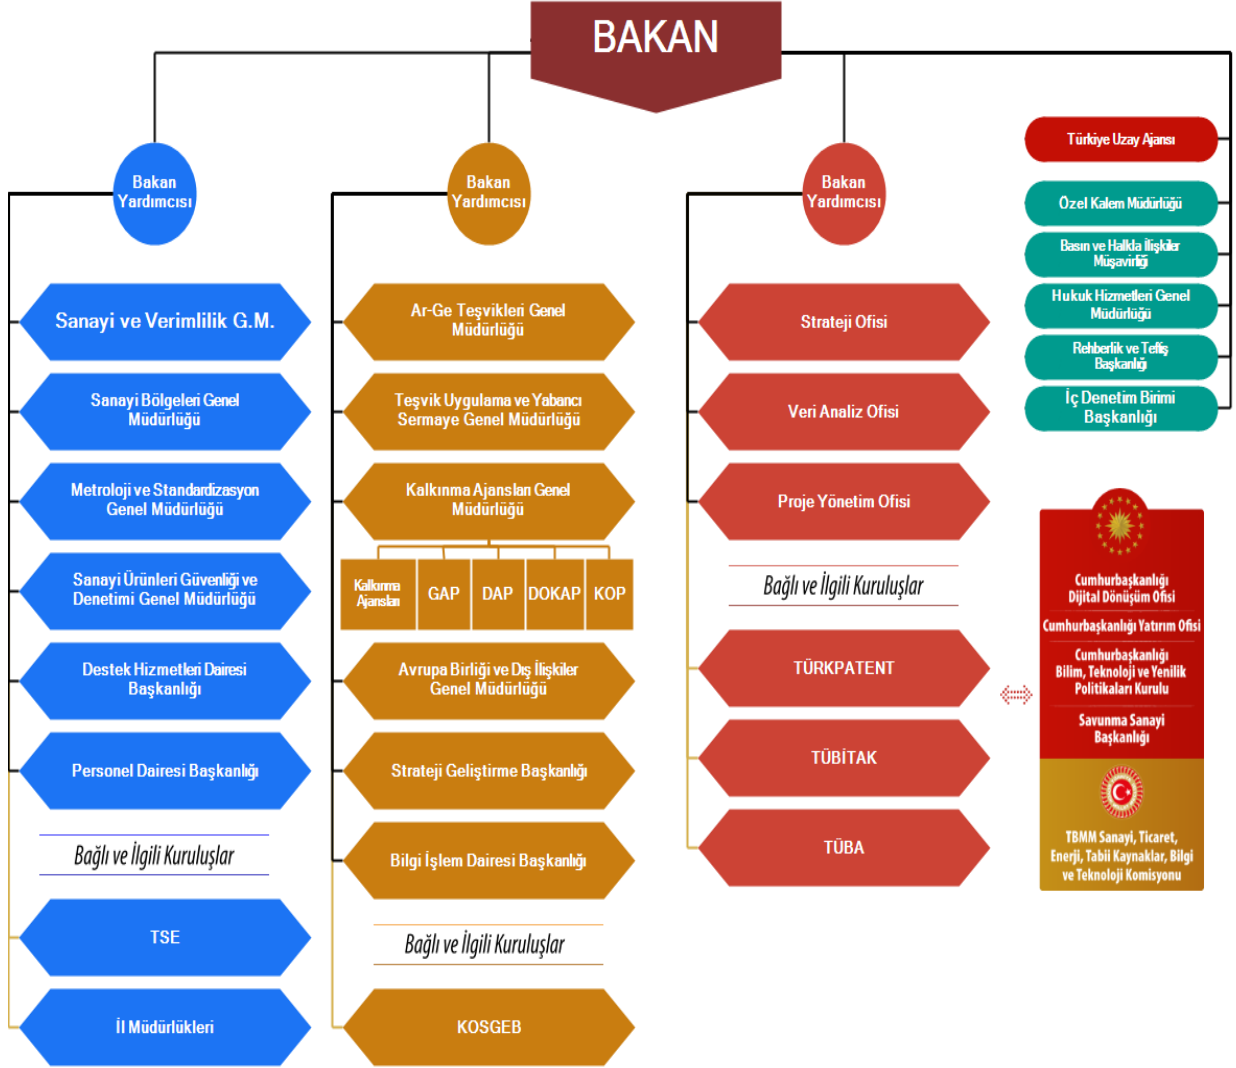 BAKAN
Bakan
Yardımcısı
Sanayi ve Verimlilik G.M.
Sanayi Bölgeleri Genel
Müdürlüğü
Metroloji ve Standardizasyon
Genel Müdürlüğü
Sanayi Ürünleri Güvenliği ve
Denetimi Genel Müdürlüğü
Destek Hizmetleri Dairesi
Başkanlığı
Personel Dairesi Başkanlığı
Bağlı ve İlgili Kuruluşlar
TSE
İl Müdürlükleri
Bakan
Yardımcısı
Ar-Ge Teşvikleri Genel
Müdürlüğü
Teşvik Uygulama ve Yabancı
Sermaye Genel Müdürlüğü
Kalkınma Ajansları Genel
Müdürlüğü
Kalkınma
Ajansları
GAP
DAP
DOKAP
KOP
Avrupa Birliği ve Dış İlişkiler
Genel Müdürlüğü
Strateji Geliştirme Başkanlığı
Bilgi İşlem Dairesi Başkanlığı
Bağlı ve İlgili Kuruluşlar
KOSGEB
Bakan
Yardımcısı
Strateji Ofisi
Veri Analiz Ofisi
Proje Yönetim Ofisi
Bağlı ve İlgili Kuruluşlar
TÜRKPATENT
TÜBİTAK
TÜBA
Türkiye Uzay Ajansı
Özel Kalem Müdürlüğü
Basın ve Halkla İlişkiler
Müşavirliği
Hukuk Hizmetleri Genel
Müdürlüğü
Rehberlik ve Teftiş
Başkanlığı
İç Denetim Birimi
Başkanlığı
Cumhurbaşkanlığı
Dijital Dönüşüm Ofisi
Cumhurbaşkanlığı Yatırım Ofisi
Cumhurbaşkanlığı
Bilim, Teknoloji ve Yenilik
Politikaları Kurulu
Savunma Sanayi
Başkanlığı
TBMM Sanayi, Ticaret,
Enerji, Tabii Kaynaklar, Bilgi
ve Teknoloji Komisyonu